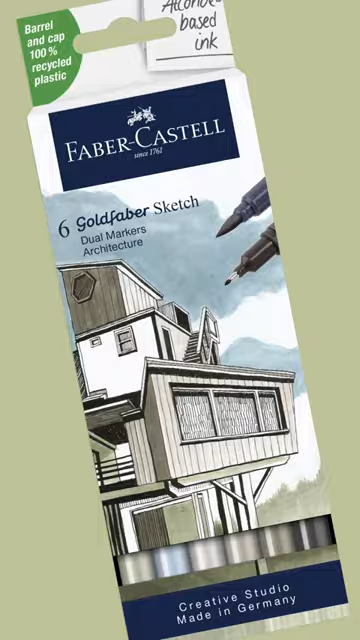 Barrel
and cap
100 %
recycled
plastic
Alcohol-
based
ink
FABER-CASTELL
since 1761
6 Goldfaber Sketch
Dual Markers
Architecture
Creative Studio
Made in Germany